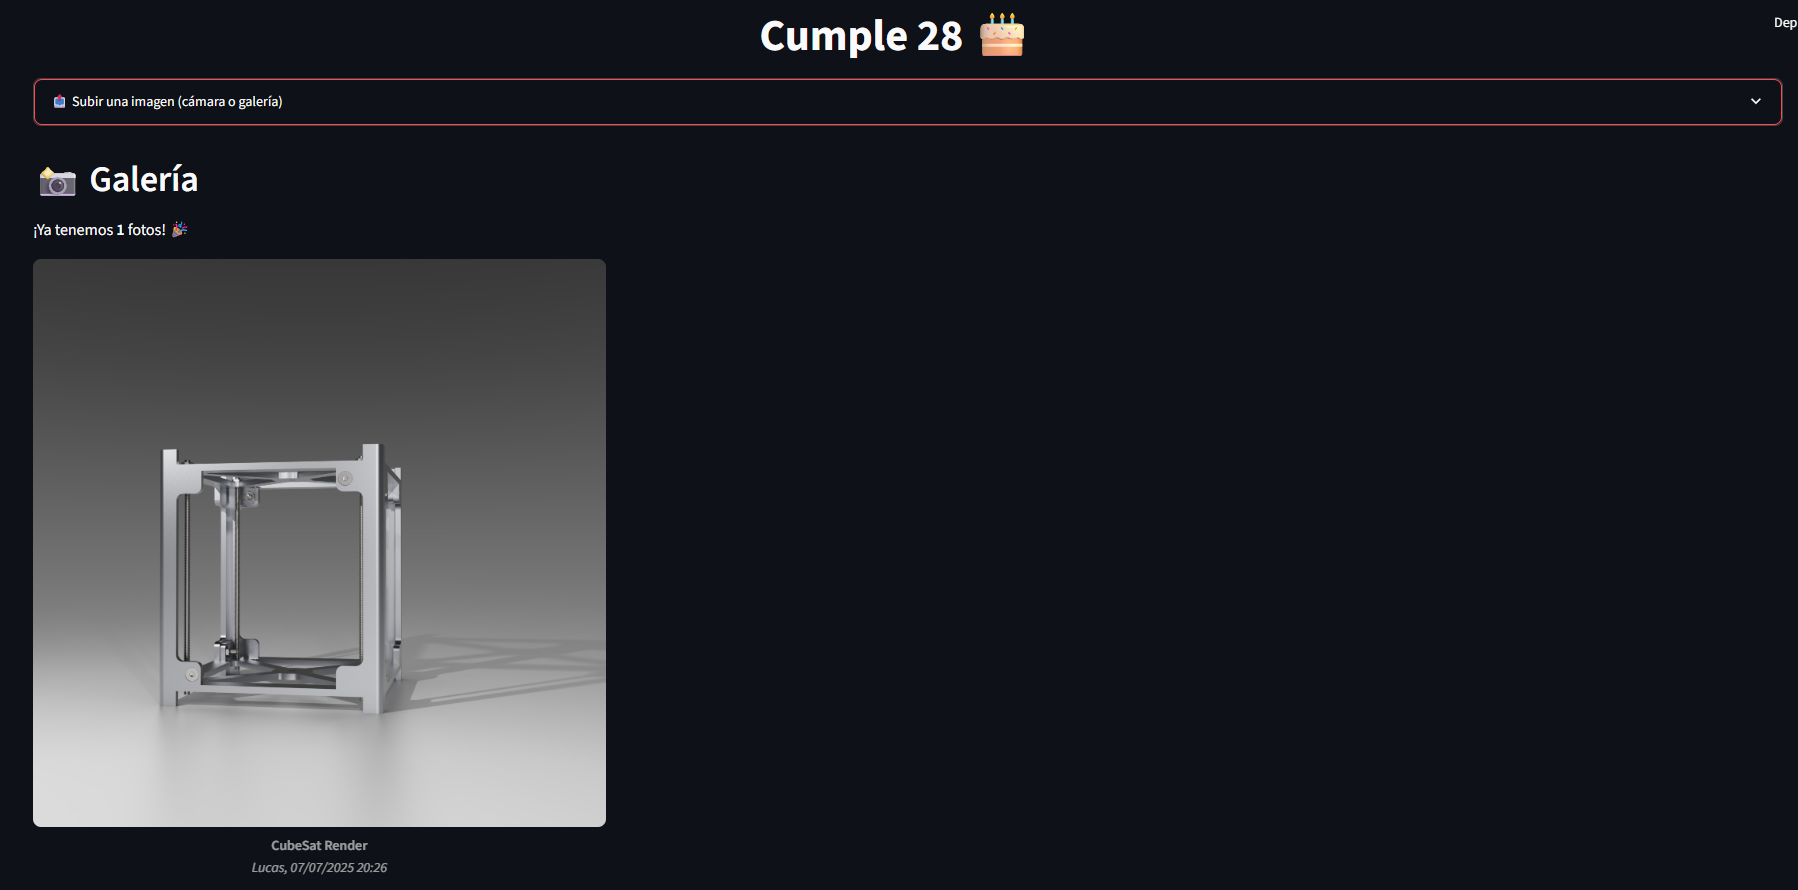 Cumple 28 🎂
Dep
📤 Subir una imagen (cámara o galería)
📸 Galería
¡Ya tenemos 1 fotos! 🎉
CubeSat Render
Lucas, 07/07/2025 20:26